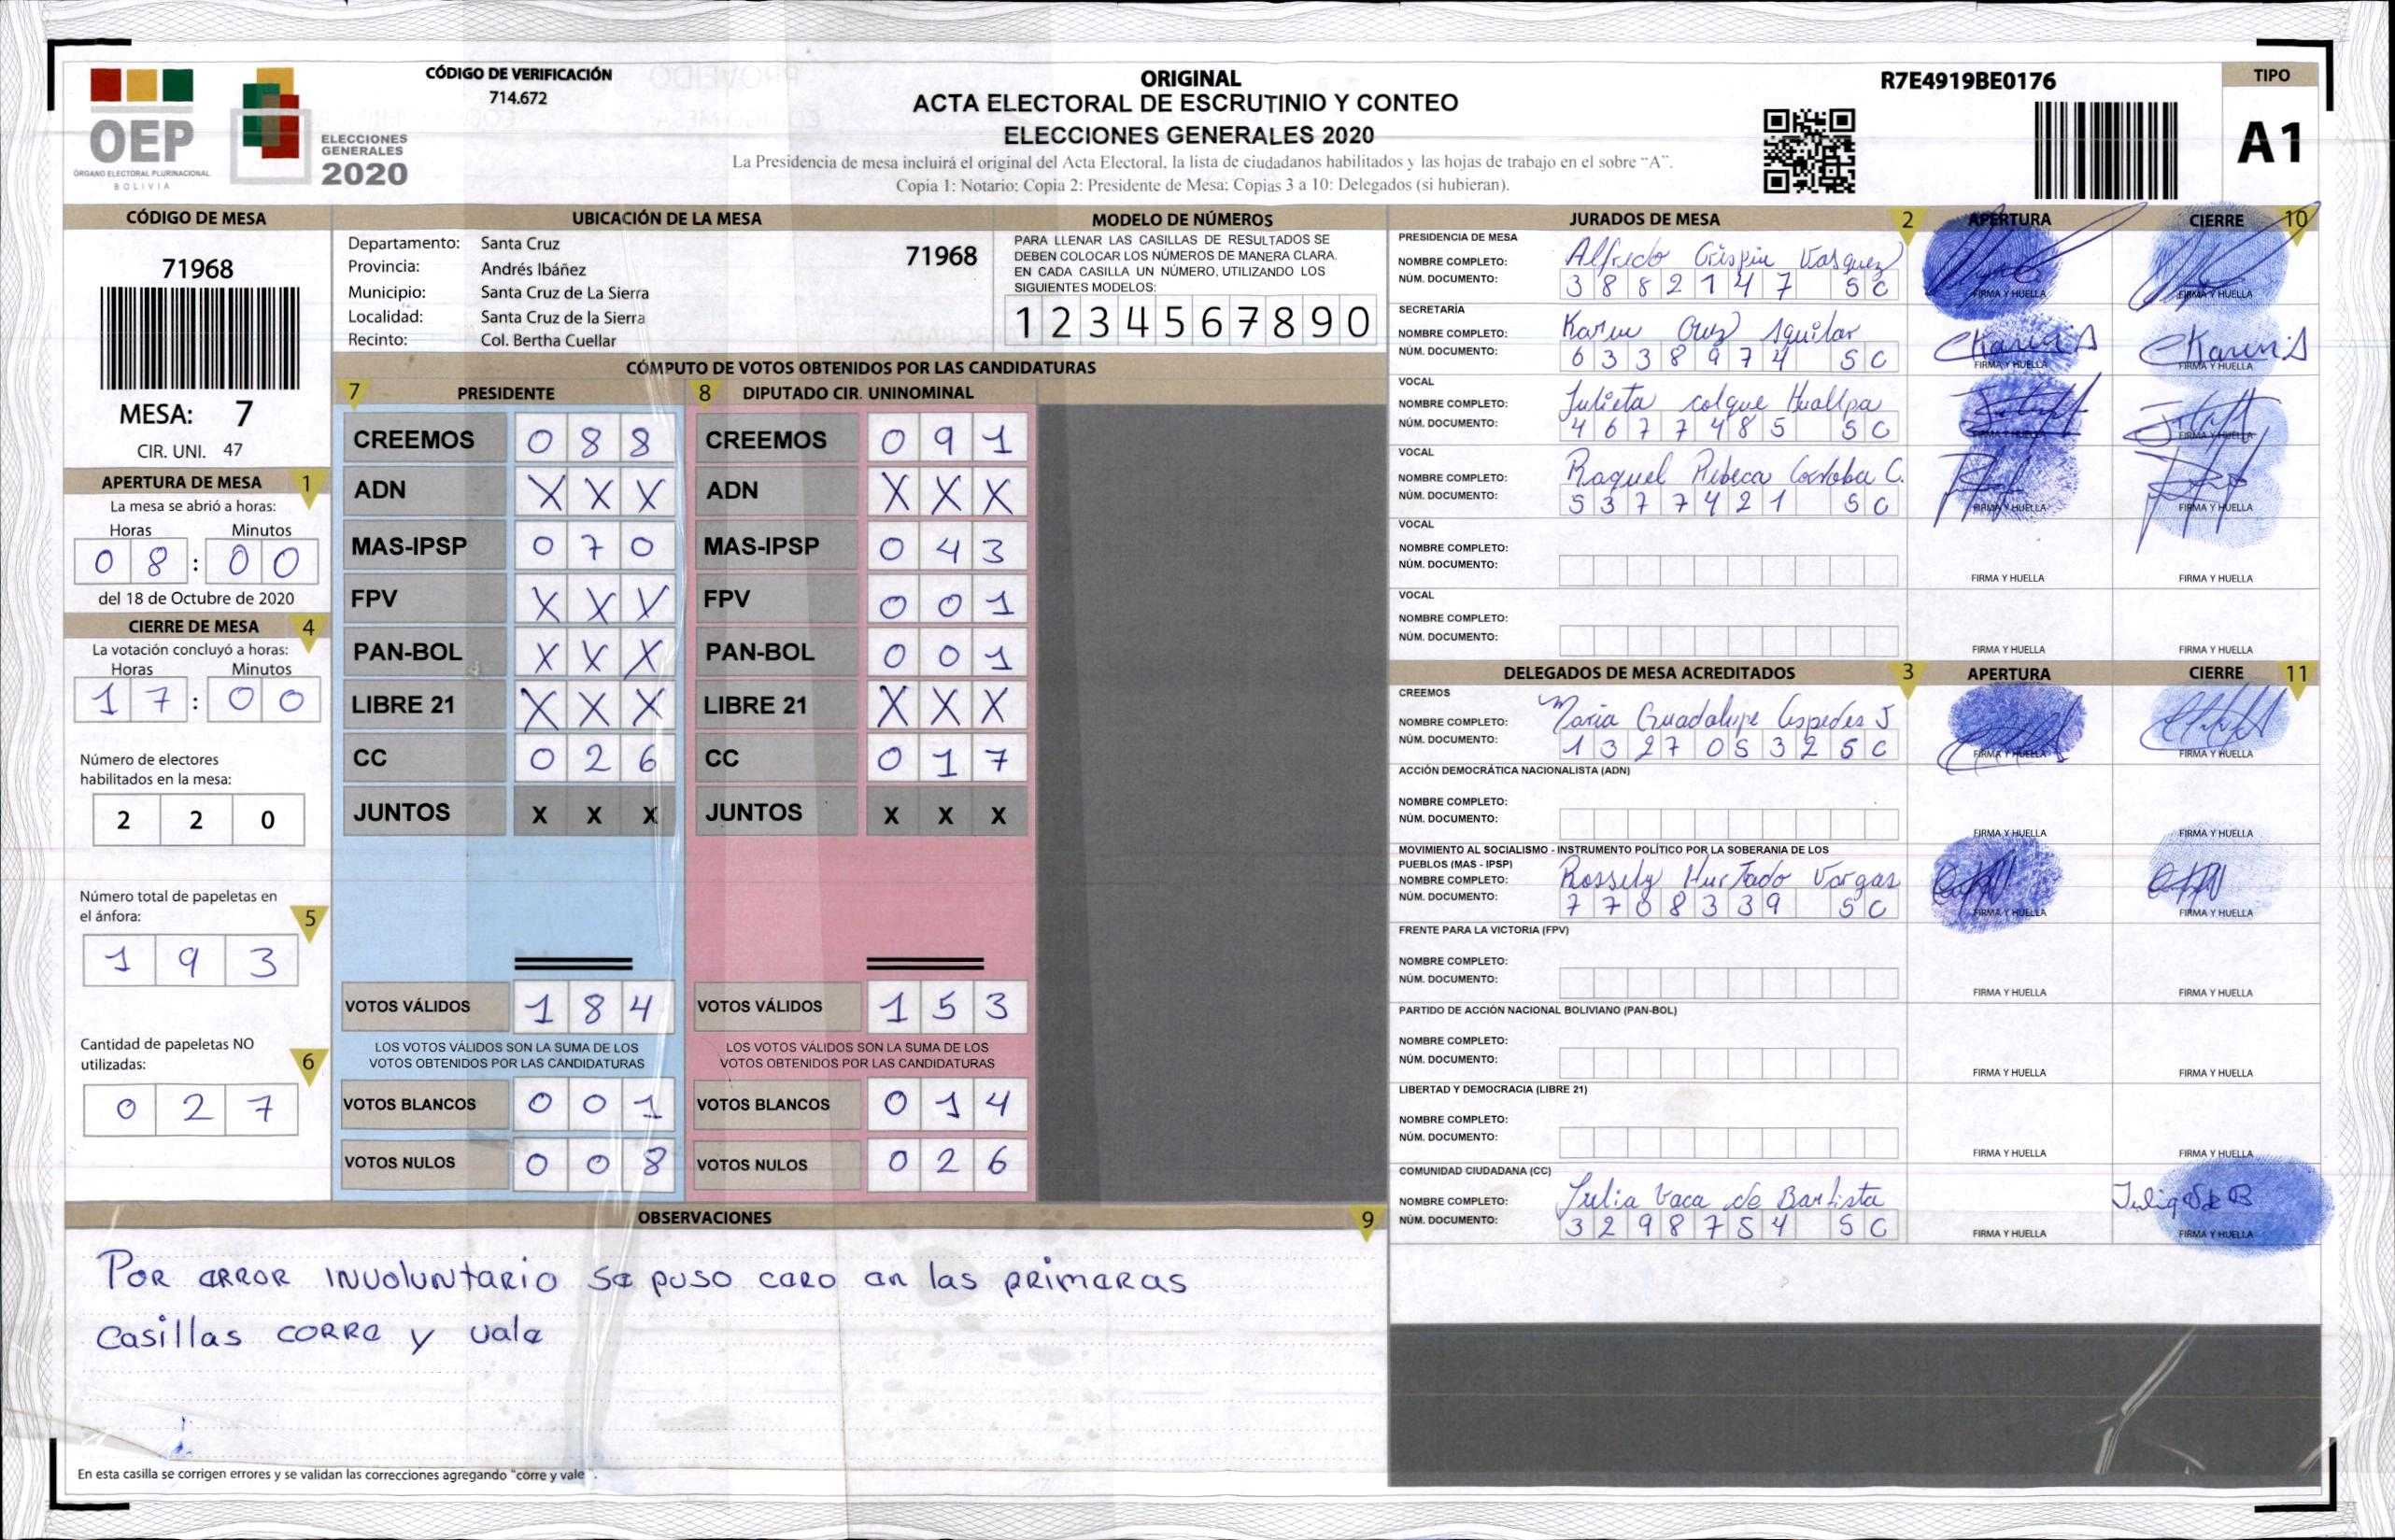 OEP
ÓRGANO ELECTORAL PLURINACIONAL
BOLIVIA
ELECCIONES
GENERALES
2020
CÓDIGO DE VERIFICACIÓN
714.672
ORIGINAL
ACTA ELECTORAL DE ESCRUTINIO Y CONTEO
ELECCIONES GENERALES 2020
La Presidencia de mesa incluirá el original del Acta Electoral, la lista de ciudadanos habilitados y las hojas de trabajo en el sobre "A".
Copia 1: Notario; Copia 2: Presidente de Mesa; Copias 3 a 10: Delegados (si hubieran).
R7E4919BE0176
TIPO
A1
CÓDIGO DE MESA
71968
MESA: 7
CIR. UNI. 47
APERTURA DE MESA 1
La mesa se abrió a horas:
Horas Minutos
0 8 : 0 0
del 18 de Octubre de 2020
CIERRE DE MESA 4
La votación concluyó a horas:
Horas Minutos
1 7 : 0 0
Número de electores
habilitados en la mesa:
2 2 0
Número total de papeletas en
el ánfora: 5
1 9 3
Cantidad de papeletas NO
utilizadas: 6
0 2 7
UBICACIÓN DE LA MESA
Departamento: Santa Cruz 71968
Provincia: Andrés Ibáñez
Municipio: Santa Cruz de La Sierra
Localidad: Santa Cruz de la Sierra
Recinto: Col. Bertha Cuellar
MODELO DE NÚMEROS
PARA LLENAR LAS CASILLAS DE RESULTADOS SE
DEBEN COLOCAR LOS NÚMEROS DE MANERA CLARA.
EN CADA CASILLA UN NÚMERO, UTILIZANDO LOS
SIGUIENTES MODELOS:
1 2 3 4 5 6 7 8 9 0
CÓMPUTO DE VOTOS OBTENIDOS POR LAS CANDIDATURAS
7 PRESIDENTE
CREEMOS 0 8 8
ADN X X X
MAS-IPSP 0 7 0
FPV X X X
PAN-BOL X X X
LIBRE 21 X X X
CC 0 2 6
JUNTOS X X X
VOTOS VÁLIDOS 1 8 4
LOS VOTOS VÁLIDOS SON LA SUMA DE LOS
VOTOS OBTENIDOS POR LAS CANDIDATURAS
VOTOS BLANCOS 0 0 1
VOTOS NULOS 0 0 8
8 DIPUTADO CIR. UNINOMINAL
CREEMOS 0 9 1
ADN X X X
MAS-IPSP 0 4 3
FPV 0 0 1
PAN-BOL 0 0 1
LIBRE 21 X X X
CC 0 1 7
JUNTOS X X X
VOTOS VÁLIDOS 1 5 3
LOS VOTOS VÁLIDOS SON LA SUMA DE LOS
VOTOS OBTENIDOS POR LAS CANDIDATURAS
VOTOS BLANCOS 0 1 4
VOTOS NULOS 0 2 6
OBSERVACIONES 9
Por error involuntario se puso cero en las primeras
casillas corre y vale
En esta casilla se corrigen errores y se validan las correcciones agregando "corre y vale".
JURADOS DE MESA 2 APERTURA CIERRE 10
PRESIDENCIA DE MESA
NOMBRE COMPLETO: Alfredo Crispin Vasquez
NÚM. DOCUMENTO: 3 8 8 2 1 4 7 S C
FIRMA Y HUELLA FIRMA Y HUELLA
SECRETARÍA
NOMBRE COMPLETO: Karen Cruz Aguilar
NÚM. DOCUMENTO: 6 3 3 8 9 7 4 S C
Karen A Karen A
FIRMA Y HUELLA FIRMA Y HUELLA
VOCAL
NOMBRE COMPLETO: Julieta colque Huallpa
NÚM. DOCUMENTO: 4 6 7 7 4 8 5 S C
FIRMA Y HUELLA FIRMA Y HUELLA
VOCAL
NOMBRE COMPLETO: Raquel Rebeca Cordoba C.
NÚM. DOCUMENTO: 5 3 7 7 4 2 1 S C
FIRMA Y HUELLA FIRMA Y HUELLA
VOCAL
NOMBRE COMPLETO:
NÚM. DOCUMENTO:
FIRMA Y HUELLA FIRMA Y HUELLA
VOCAL
NOMBRE COMPLETO:
NÚM. DOCUMENTO:
FIRMA Y HUELLA FIRMA Y HUELLA
DELEGADOS DE MESA ACREDITADOS 3 APERTURA CIERRE 11
CREEMOS
NOMBRE COMPLETO: Maria Guadalupe Cespedes J
NÚM. DOCUMENTO: 1 3 2 7 0 5 3 2 S C
FIRMA Y HUELLA FIRMA Y HUELLA
ACCIÓN DEMOCRÁTICA NACIONALISTA (ADN)
NOMBRE COMPLETO:
NÚM. DOCUMENTO:
FIRMA Y HUELLA FIRMA Y HUELLA
MOVIMIENTO AL SOCIALISMO - INSTRUMENTO POLÍTICO POR LA SOBERANIA DE LOS
PUEBLOS (MAS - IPSP)
NOMBRE COMPLETO: Rossely Hurtado Vargas
NÚM. DOCUMENTO: 7 7 0 8 3 3 9 S C
FIRMA Y HUELLA FIRMA Y HUELLA
FRENTE PARA LA VICTORIA (FPV)
NOMBRE COMPLETO:
NÚM. DOCUMENTO:
FIRMA Y HUELLA FIRMA Y HUELLA
PARTIDO DE ACCIÓN NACIONAL BOLIVIANO (PAN-BOL)
NOMBRE COMPLETO:
NÚM. DOCUMENTO:
FIRMA Y HUELLA FIRMA Y HUELLA
LIBERTAD Y DEMOCRACIA (LIBRE 21)
NOMBRE COMPLETO:
NÚM. DOCUMENTO:
FIRMA Y HUELLA FIRMA Y HUELLA
COMUNIDAD CIUDADANA (CC)
NOMBRE COMPLETO: Julia Vaca de Bautista
NÚM. DOCUMENTO: 3 2 9 8 7 5 4 S C
FIRMA Y HUELLA FIRMA Y HUELLA